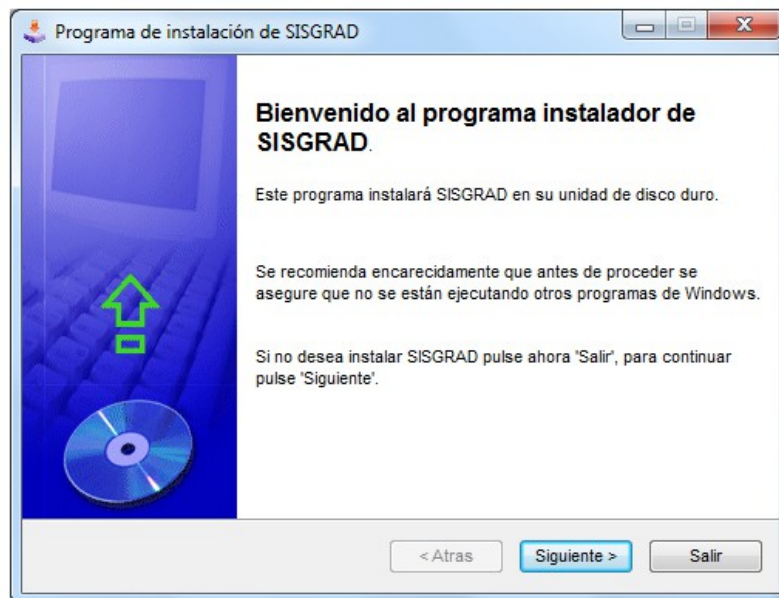 Programa de instalación de SISGRAD
Bienvenido al programa instalador de
SISGRAD.
Este programa instalará SISGRAD en su unidad de disco duro.
Se recomienda encarecidamente que antes de proceder se
asegure que no se están ejecutando otros programas de Windows.
Si no desea instalar SISGRAD pulse ahora 'Salir', para continuar
pulse 'Siguiente'.
< Atras
Siguiente >
Salir